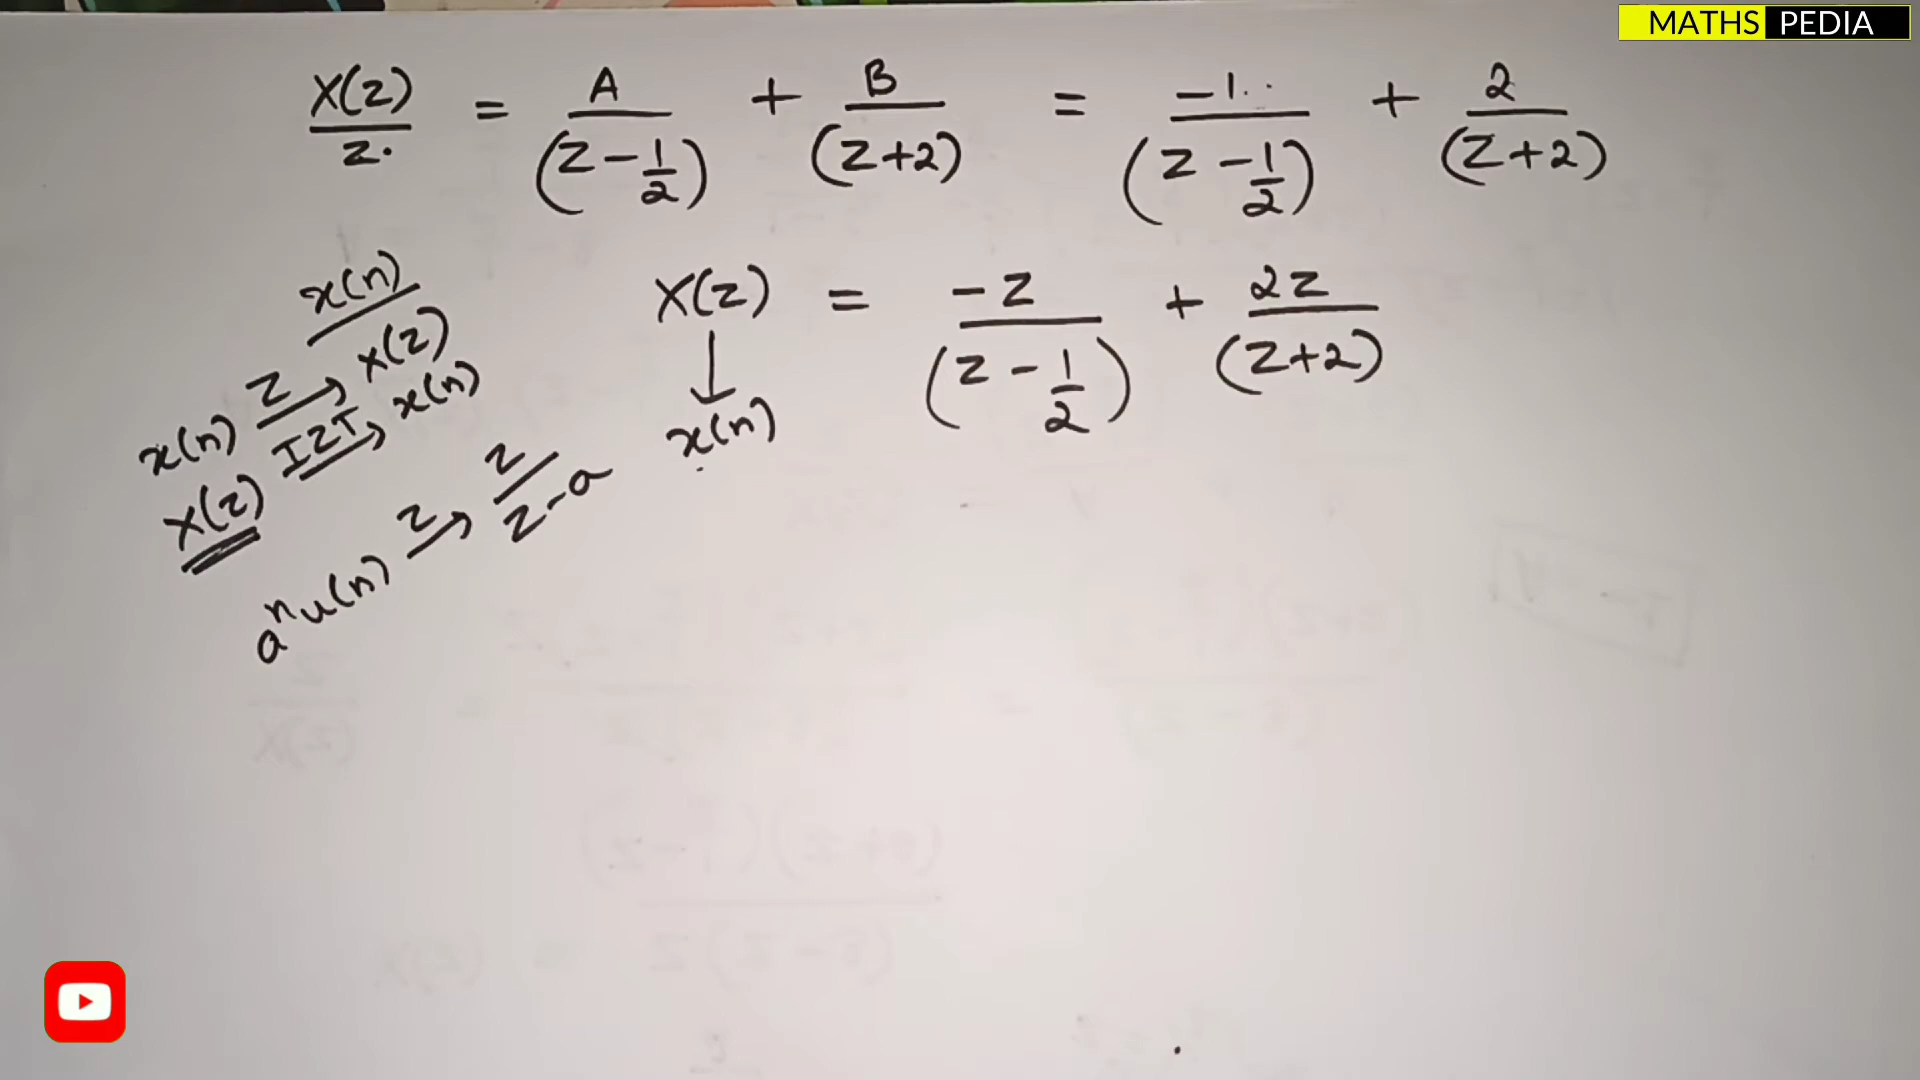 MATHS PEDIA
X(z)/z. = A/(z-1/2) + B/(z+2) = -1../(z-1/2) + 2/(z+2)
x(n)
x(n) Z→ X(z)
X(z) IZT→ x(n)
a^n u(n) z→ z/z-a
X(z) = -z/(z-1/2) + 2z/(z+2)
↓
x(n)